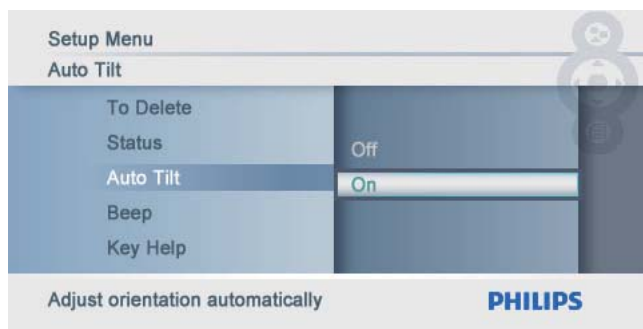 Setup Menu
Auto Tilt
To Delete
Status
Auto Tilt
Beep
Key Help
Off
On
Adjust orientation automatically
PHILIPS